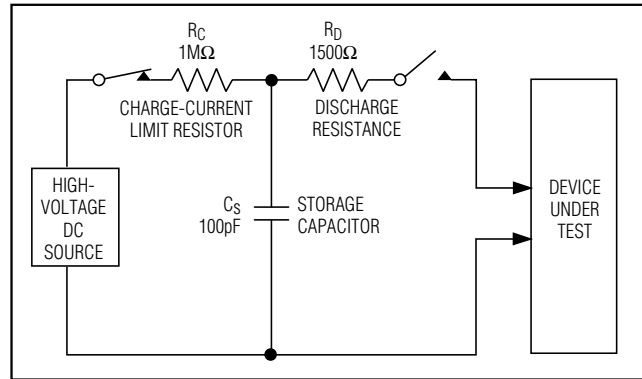 R_C
1MΩ
R_D
1500Ω
CHARGE-CURRENT
LIMIT RESISTOR
DISCHARGE
RESISTANCE
HIGH-
VOLTAGE
DC
SOURCE
C_S
100pF
STORAGE
CAPACITOR
DEVICE
UNDER
TEST